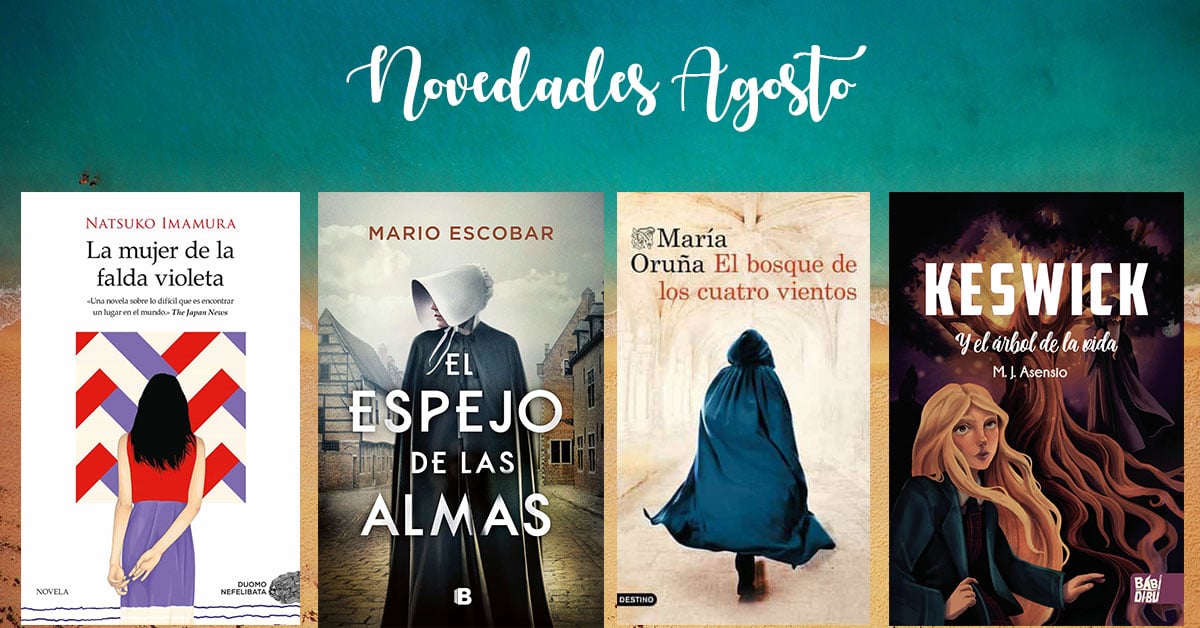 Novedades Agosto
NATSUKO IMAMURA
La mujer de la
falda violeta
«Una novela sobre lo difícil que es encontrar
un lugar en el mundo.» The Japan News
NOVELA
DUOMO
NEFELIBATA
MARIO ESCOBAR
EL
ESPEJO
DE LAS
ALMAS
B
María
Oruña El bosque de
los cuatro vientos
DESTINO
KESWICK
Y el árbol de la vida
M. J. Asensio
BABI
DIBU